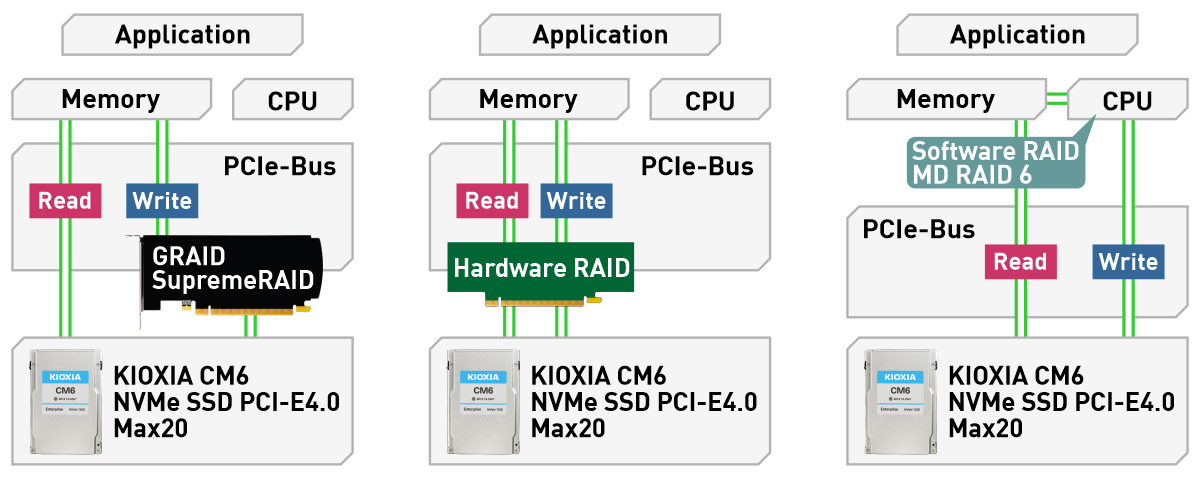 Application
Memory
CPU
PCIe-Bus
Read
Write
GRAID
SupremeRAID
KIOXIA
CM6
Enterprise
KIOXIA CM6
NVMe SSD PCI-E4.0
Max20
Application
Memory
CPU
PCIe-Bus
Read
Write
Hardware RAID
KIOXIA
CM6
Enterprise
KIOXIA CM6
NVMe SSD PCI-E4.0
Max20
Application
Memory
CPU
Software RAID
MD RAID 6
PCIe-Bus
Read
Write
KIOXIA
CM6
Enterprise
KIOXIA CM6
NVMe SSD PCI-E4.0
Max20